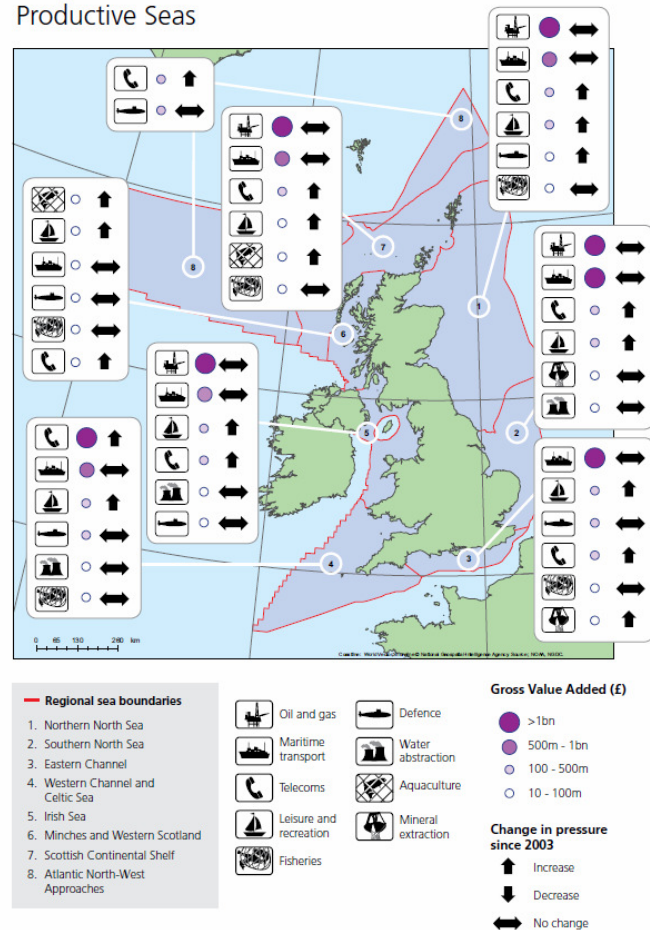 Productive Seas
8
7
8
1
6
5
2
3
4
0 65 130 260 km
Regional sea boundaries
1. Northern North Sea
2. Southern North Sea
3. Eastern Channel
4. Western Channel and
Celtic Sea
5. Irish Sea
6. Minches and Western Scotland
7. Scottish Continental Shelf
8. Atlantic North-West
Approaches
Oil and gas
Maritime
transport
Telecoms
Leisure and
recreation
Fisheries
Defence
Water
abstraction
Aquaculture
Mineral
extraction
Gross Value Added (£)
>1bn
500m - 1bn
100 - 500m
10 - 100m
Change in pressure
since 2003
Increase
Decrease
No change